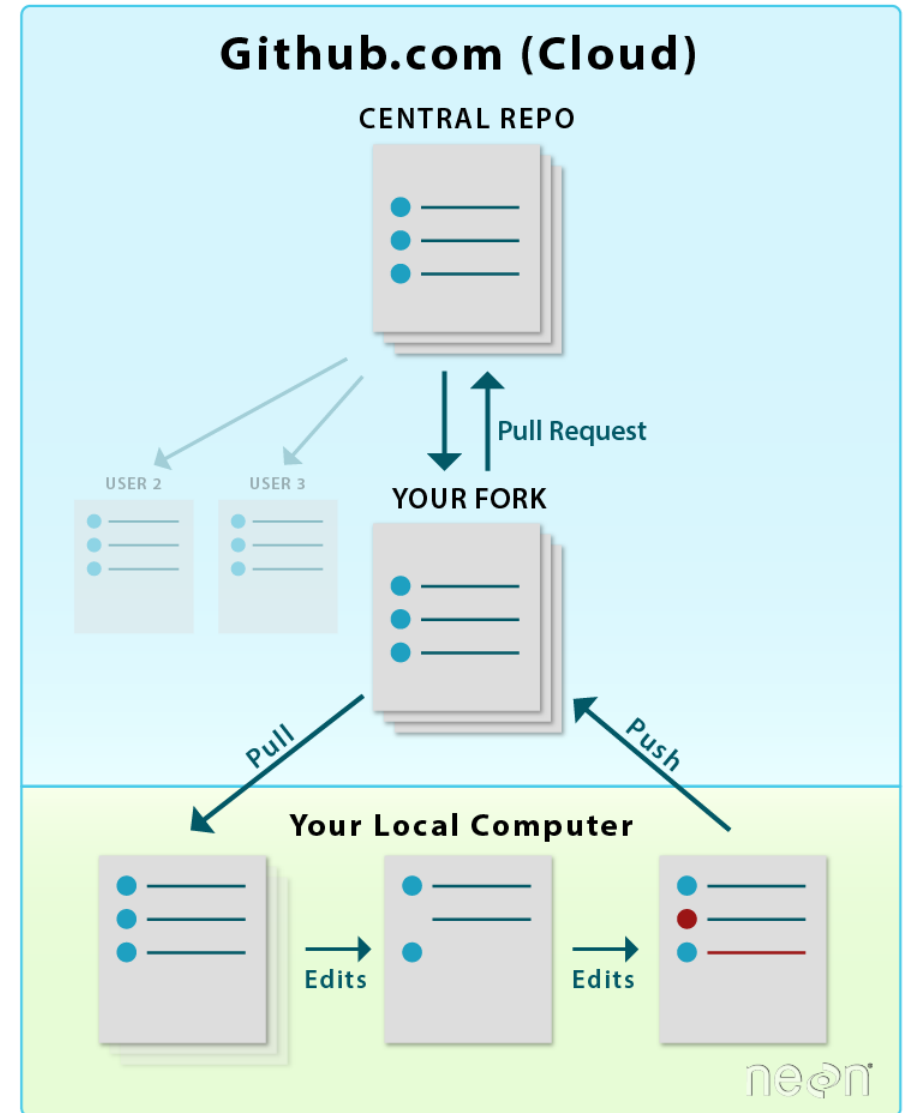 Github.com (Cloud)
CENTRAL REPO
Pull Request
USER 2
USER 3
YOUR FORK
Pull
Push
Your Local Computer
Edits
Edits
neon